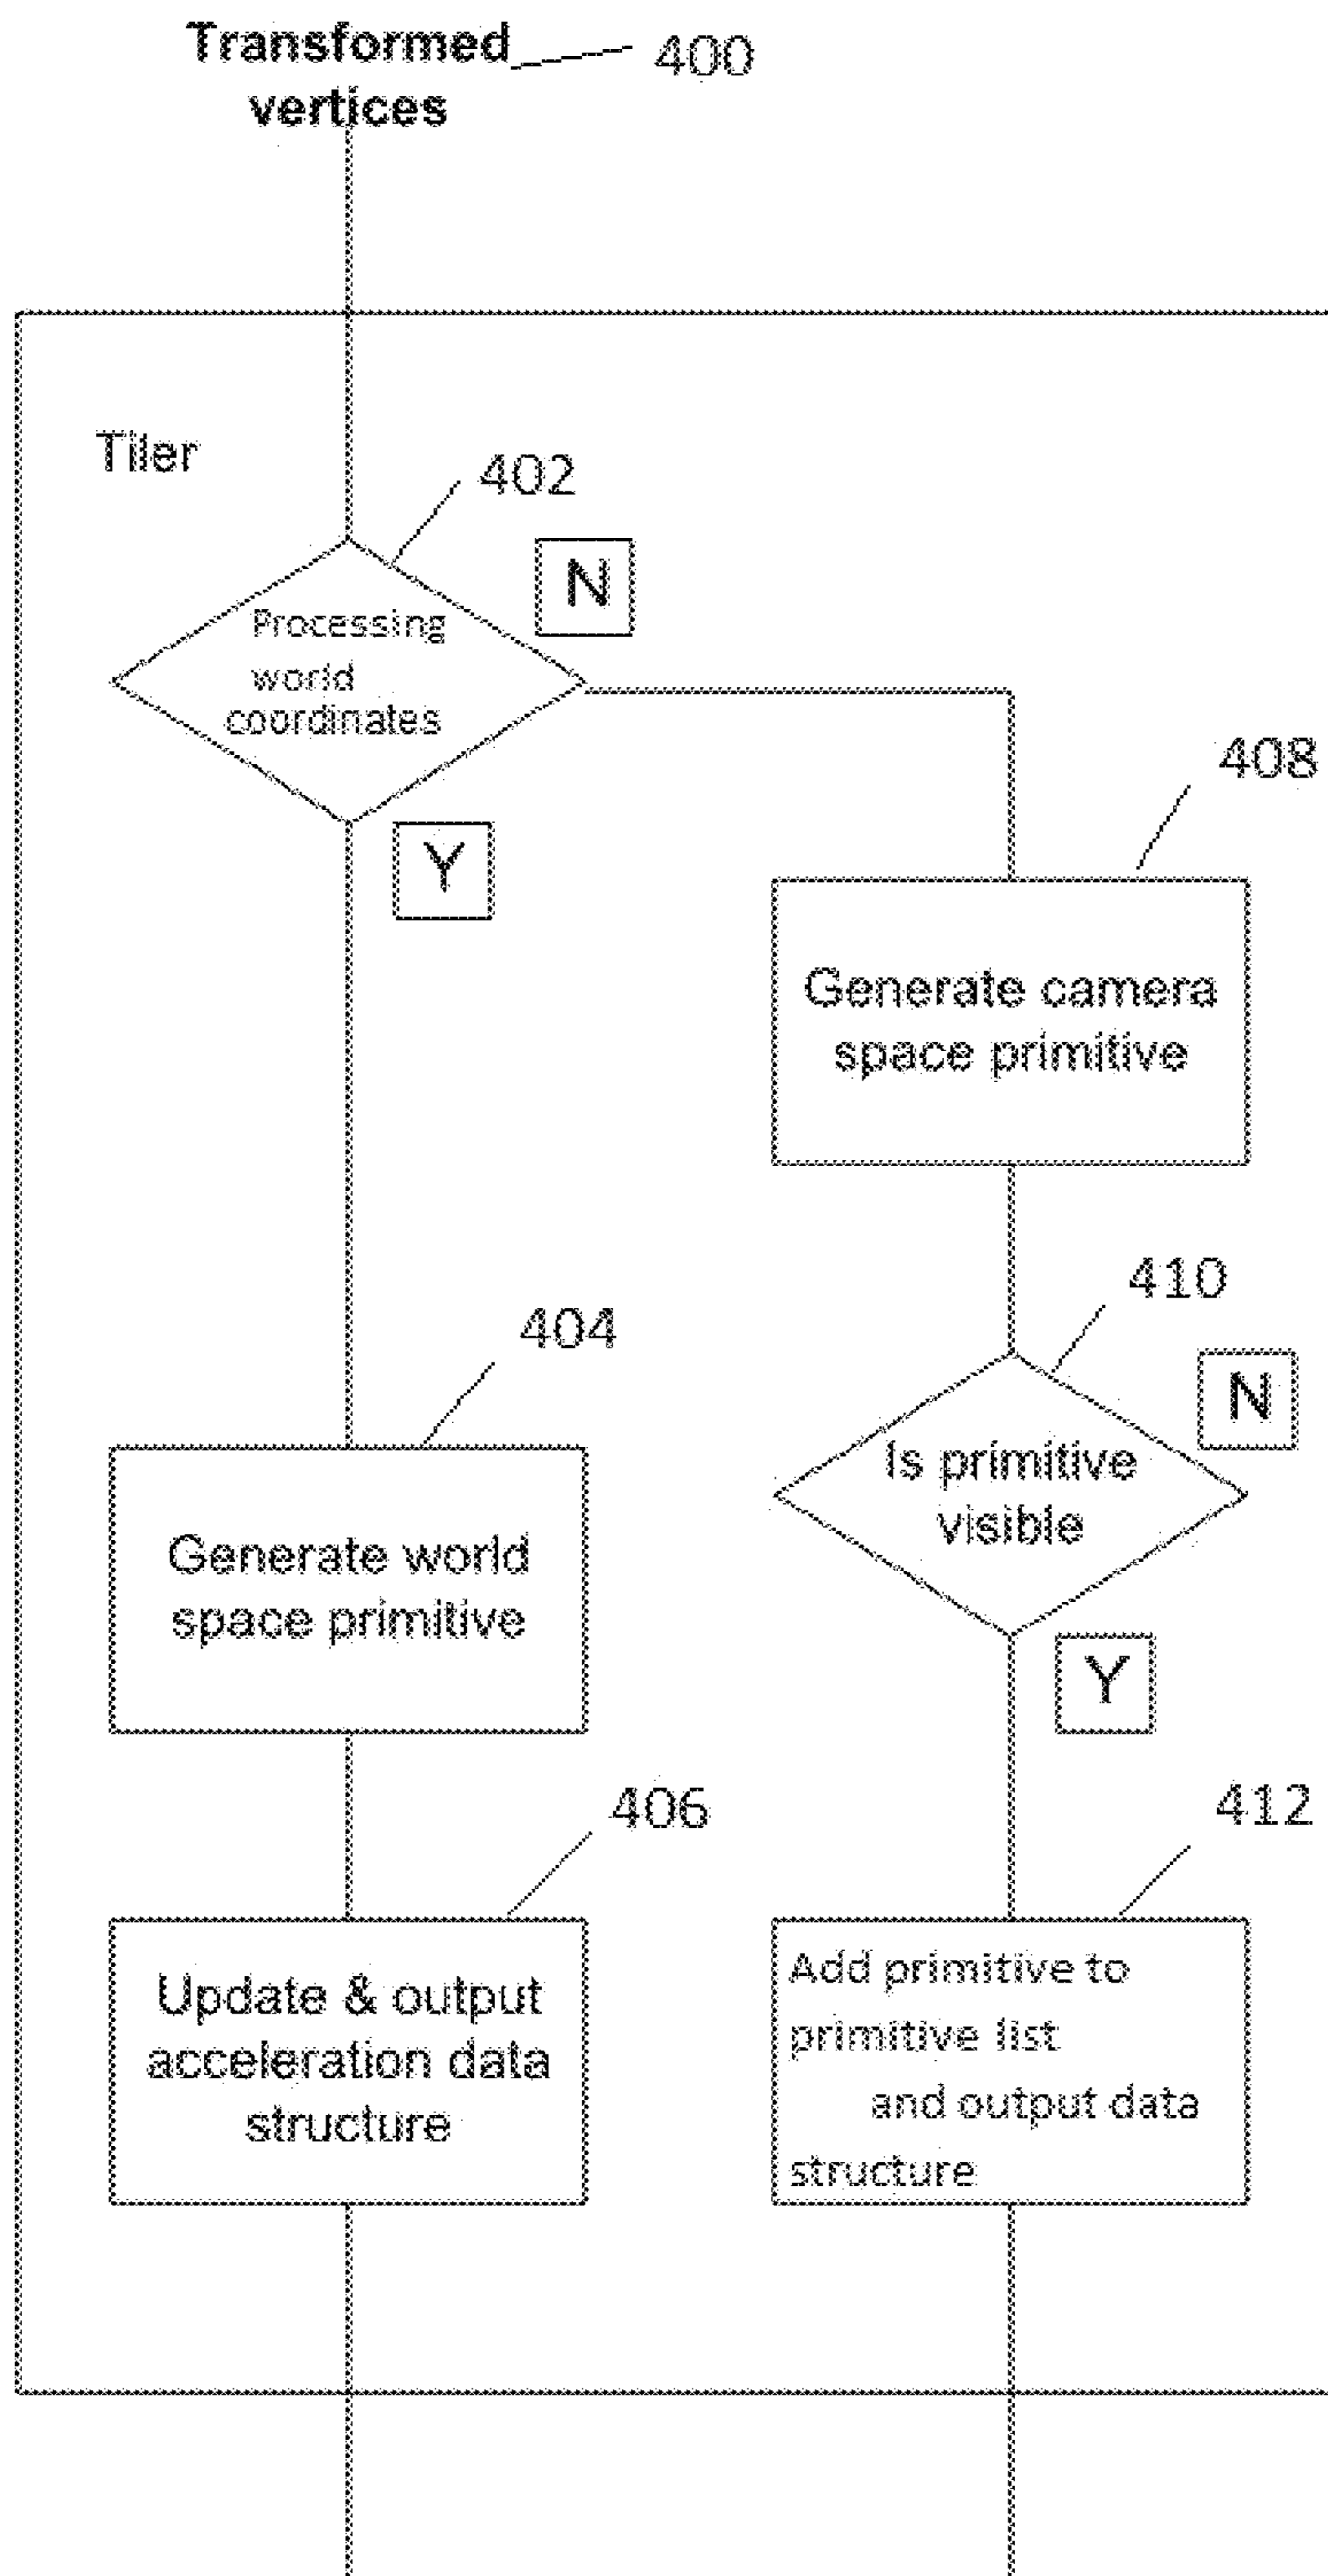 Transformed
vertices
400
Tiler
402
N
Processing
world
coordinates
Y
408
Generate camera
space primitive
410
N
Is primitive
visible
Y
404
Generate world
space primitive
406
Update & output
acceleration data
structure
412
Add primitive to
primitive list
and output data
structure